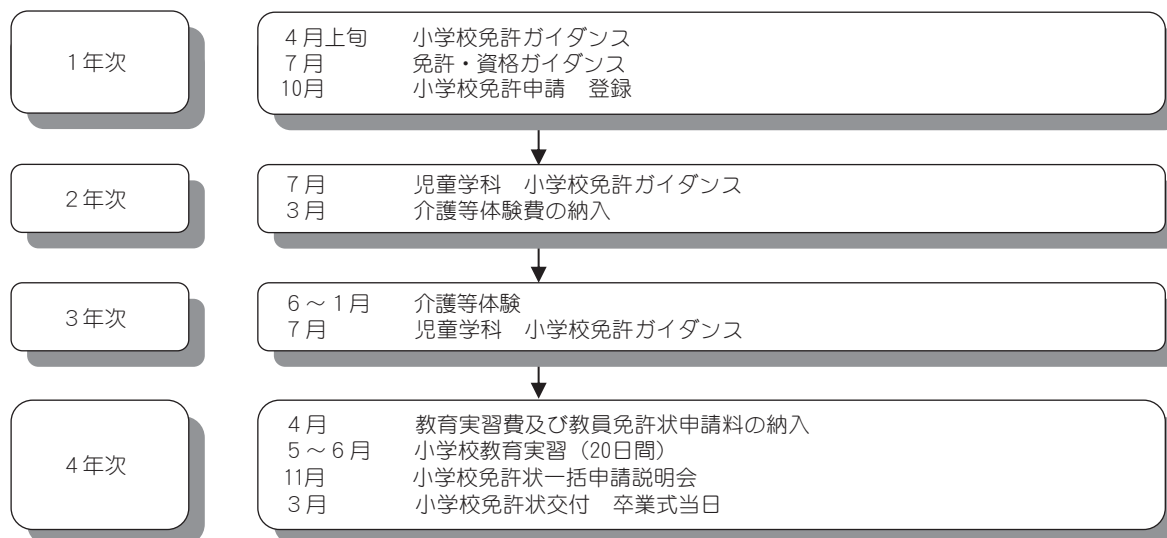 1年次
4月上旬 小学校免許ガイダンス
7月 免許・資格ガイダンス
10月 小学校免許申請 登録
2年次
7月 児童学科 小学校免許ガイダンス
3月 介護等体験費の納入
3年次
6～1月 介護等体験
7月 児童学科 小学校免許ガイダンス
4年次
4月 教育実習費及び教員免許状申請料の納入
5～6月 小学校教育実習（20日間）
11月 小学校免許状一括申請説明会
3月 小学校免許状交付 卒業式当日